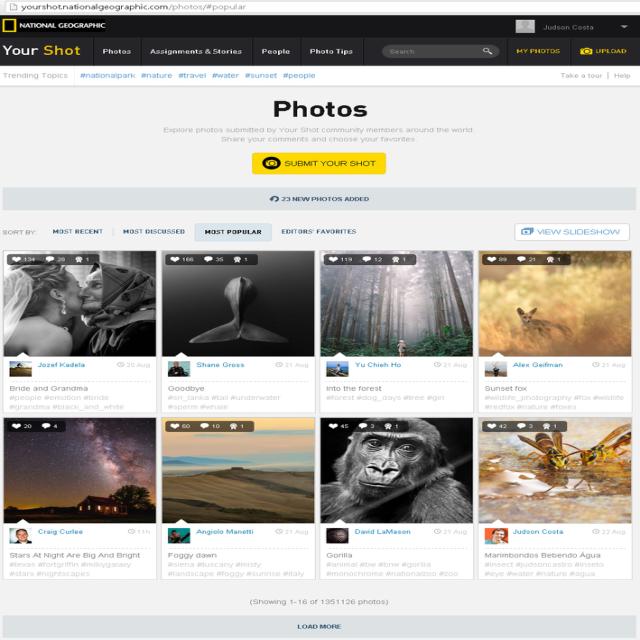 yourshot.nationalgeographic.com/photos/#popular
NATIONAL GEOGRAPHIC
Judson Costa
Your Shot
Photos
Assignments & Stories
People
Photo Tips
Search
MY PHOTOS
UPLOAD
Trending Topics
#nationalpark #nature #travel #water #sunset #people
Take a tour | Help
Photos
Explore photos submitted by Your Shot community members around the world.
Share your comments and choose your favorites.
SUBMIT YOUR SHOT
23 NEW PHOTOS ADDED
SORT BY:
MOST RECENT
MOST DISCUSSED
MOST POPULAR
EDITORS' FAVORITES
VIEW SLIDESHOW
134 28 1
166 35 1
119 12 1
89 21 1
Jozef Kadela
20 Aug
Shane Gross
21 Aug
Yu Chieh Ho
21 Aug
Alex Geifman
21 Aug
Bride and Grandma
#people #emotion #bride
#grandma #black_and_white
Goodbye
#sri_lanka #tail #underwater
#sperm #whale
Into the forest
#forest #dog_days #tree #girl
Sunset fox
#wildlife_photography #fox #wildlife
#redfox #nature #foxes
20 4
60 10 1
45 3 1
42 3 1
Craig Curlee
11h
Angiolo Manetti
21 Aug
David LaMason
21 Aug
Judson Costa
22 Aug
Stars At Night Are Big And Bright
#texas #fortgriffin #milkygalaxy
#stars #nightscapes
Foggy dawn
#siena #tuscany #misty
#landscape #foggy #sunrise #italy
Gorilla
#animal #bw #bnw #gorilla
#monochrome #nationalzoo #zoo
Marimbondos Bebendo Água
#insect #judsoncastro #inseto
#eye #water #nature #agua
(Showing 1-16 of 1351126 photos)
LOAD MORE